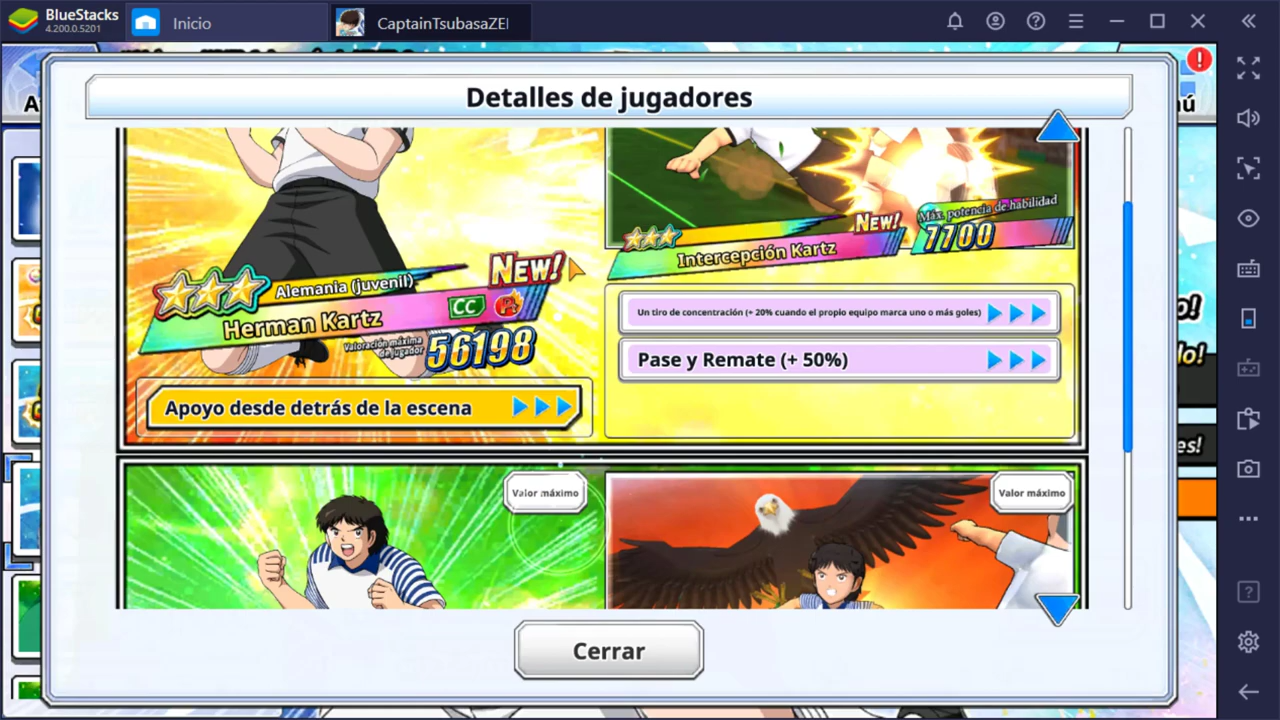 BlueStacks
4.200.0.5201
Inicio
CaptainTsubasaZE
Detalles de jugadores
NEW!
Alemania (juvenil)
CC
Herman Kartz
Valoración máxima
de jugador
56198
Apoyo desde detrás de la escena
NEW!
Máx. potencia de habilidad
7700
Intercepción Kartz
Un tiro de concentración (+ 20% cuando el propio equipo marca uno o más goles)
Pase y Remate (+ 50%)
Valor máximo
Valor máximo
Cerrar
ú
o!
lo!
es!